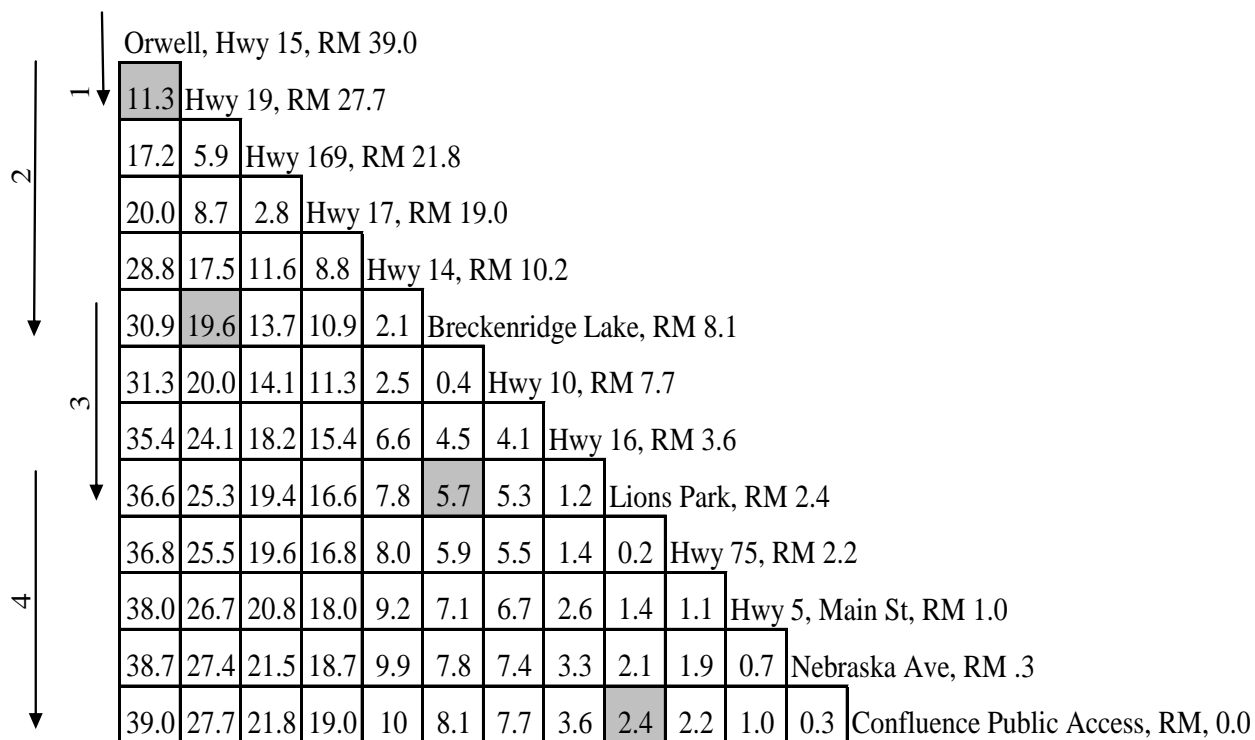 Orwell, Hwy 15, RM 39.0
1 11.3 Hwy 19, RM 27.7
17.2 5.9 Hwy 169, RM 21.8
2 20.0 8.7 2.8 Hwy 17, RM 19.0
28.8 17.5 11.6 8.8 Hwy 14, RM 10.2
30.9 19.6 13.7 10.9 2.1 Breckenridge Lake, RM 8.1
31.3 20.0 14.1 11.3 2.5 0.4 Hwy 10, RM 7.7
3 35.4 24.1 18.2 15.4 6.6 4.5 4.1 Hwy 16, RM 3.6
36.6 25.3 19.4 16.6 7.8 5.7 5.3 1.2 Lions Park, RM 2.4
36.8 25.5 19.6 16.8 8.0 5.9 5.5 1.4 0.2 Hwy 75, RM 2.2
4 38.0 26.7 20.8 18.0 9.2 7.1 6.7 2.6 1.4 1.1 Hwy 5, Main St, RM 1.0
38.7 27.4 21.5 18.7 9.9 7.8 7.4 3.3 2.1 1.9 0.7 Nebraska Ave, RM .3
39.0 27.7 21.8 19.0 10 8.1 7.7 3.6 2.4 2.2 1.0 0.3 Confluence Public Access, RM, 0.0